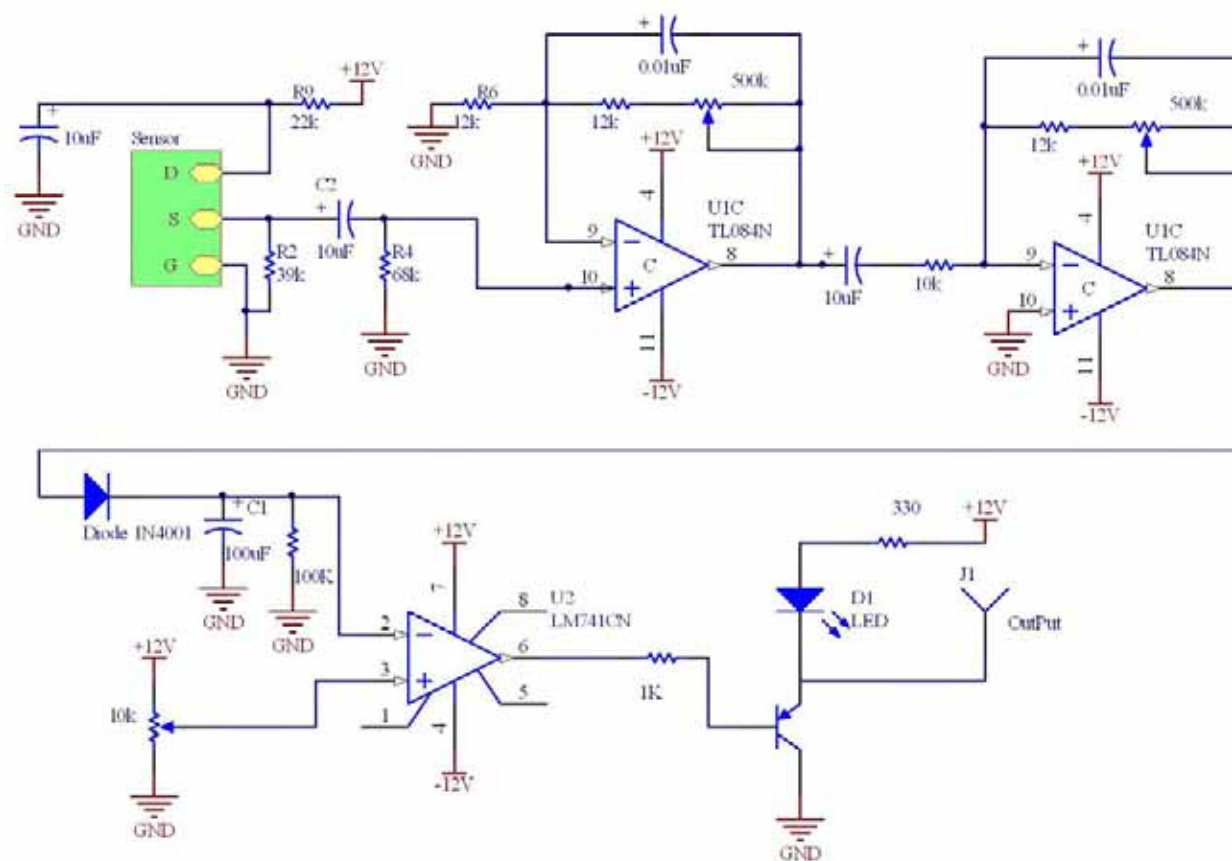 +
0.01uF
+
0.01uF
+12V
R9
22k
R6
12k
12k
500k
12k
500k
+
10uF
Sensor
D
S
G
GND
GND
C2
+
10uF
R2
39k
R4
68k
GND
GND
+12V
4
U1C
TL084N
9
−
C
10
+
8
11
-12V
+
10uF
10k
+12V
4
U1C
TL084N
9
−
C
10
+
8
GND
11
-12V
Diode IN4001
+ C1
100uF
100K
GND
GND
+12V
7
8
U2
LM741CN
2
−
3
+
6
5
1
4
-12V
+12V
10k
GND
1K
330
+12V
D1
LED
J1
OutPut
GND